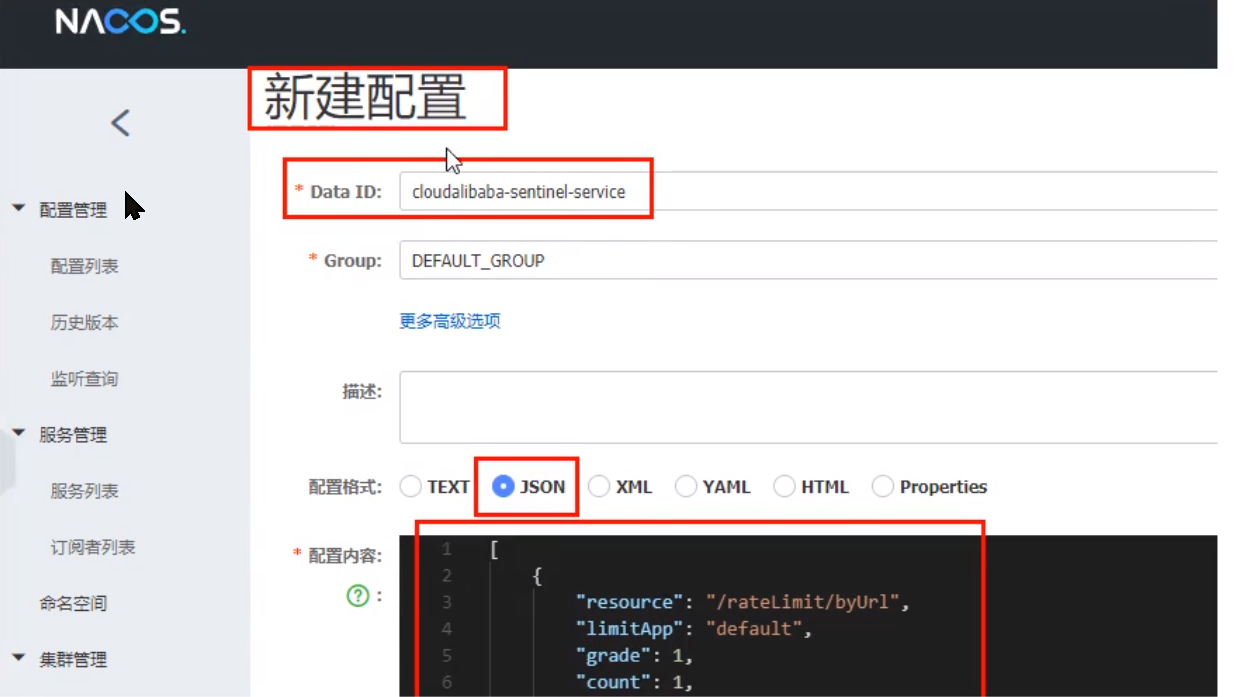 NACOS.
新建配置
* Data ID: cloudalibaba-sentinel-service
配置管理
配置列表
* Group: DEFAULT_GROUP
历史版本
更多高级选项
监听查询
描述:
服务管理
服务列表
配置格式: TEXT JSON XML YAML HTML Properties
订阅者列表
* 配置内容:
? :
命名空间
集群管理
1 [
2 {
3 "resource": "/rateLimit/byUrl",
4 "limitApp": "default",
5 "grade": 1,
6 "count": 1,